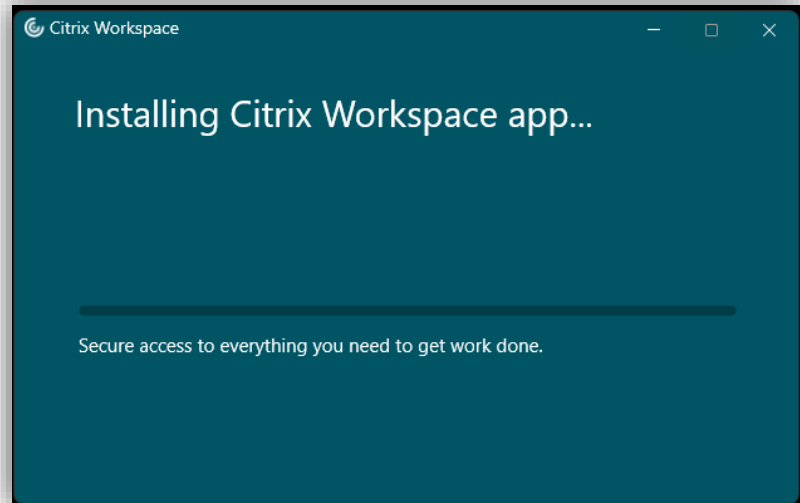 Citrix Workspace
Installing Citrix Workspace app...
Secure access to everything you need to get work done.